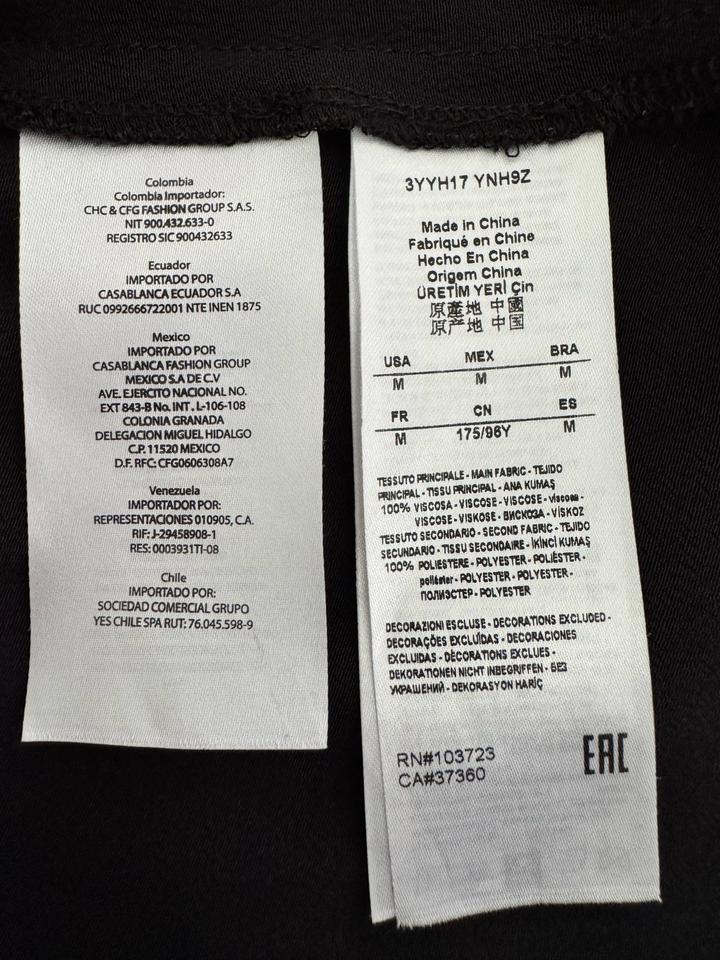 Colombia
Colombia Importador:
CHC & CFG FASHION GROUP S.A.S.
NIT 900.432.633-0
REGISTRO SIC 900432633
Ecuador
IMPORTADO POR
CASABLANCA ECUADOR S.A
RUC 0992666722001 NTE INEN 1875
Mexico
IMPORTADO POR
CASABLANCA FASHION GROUP
MEXICO S.A DE C.V
AVE. EJERCITO NACIONAL NO.
EXT 843-B No. INT. L-106-108
COLONIA GRANADA
DELEGACION MIGUEL HIDALGO
C.P. 11520 MEXICO
D.F. RFC: CFG0606308A7
Venezuela
IMPORTADOR POR:
REPRESENTACIONES 010905, C.A.
RIF: J-29458908-1
RES: 0003931TI-08
Chile
IMPORTADO POR:
SOCIEDAD COMERCIAL GRUPO
YES CHILE SPA RUT: 76.045.598-9
3YYH17 YNH9Z
Made in China
Fabriqué en Chine
Hecho En China
Origem China
ÜRETİM YERİ Çin
原產地 中國
原产地 中国
USA MEX BRA
M M M
FR CN ES
M 175/96Y M
TESSUTO PRINCIPALE - MAIN FABRIC - TEJIDO
PRINCIPAL - TISSU PRINCIPAL - ANA KUMAŞ
100% VISCOSA - VISCOSE - VISCOSE - viscose -
VISCOSE - VISKOSE - ВИСКОЗА - VİSKOZ
TESSUTO SECONDARIO - SECOND FABRIC - TEJIDO
SECUNDARIO - TISSU SECONDAIRE - İKİNCİ KUMAŞ
100% POLIESTERE - POLYESTER - POLIÉSTER -
poliéster - POLYESTER - POLYESTER -
ПОЛИЭСТЕР - POLYESTER
DECORAZIONI ESCLUSE - DECORATIONS EXCLUDED -
DECORAÇÕES EXCLUÍDAS - DECORACIONES
EXCLUIDAS - DÉCORATIONS EXCLUES -
DEKORATIONEN NICHT INBEGRIFFEN - БЕЗ
УКРАШЕНИЙ - DEKORASYON HARİÇ
RN#103723
CA#37360
EAC